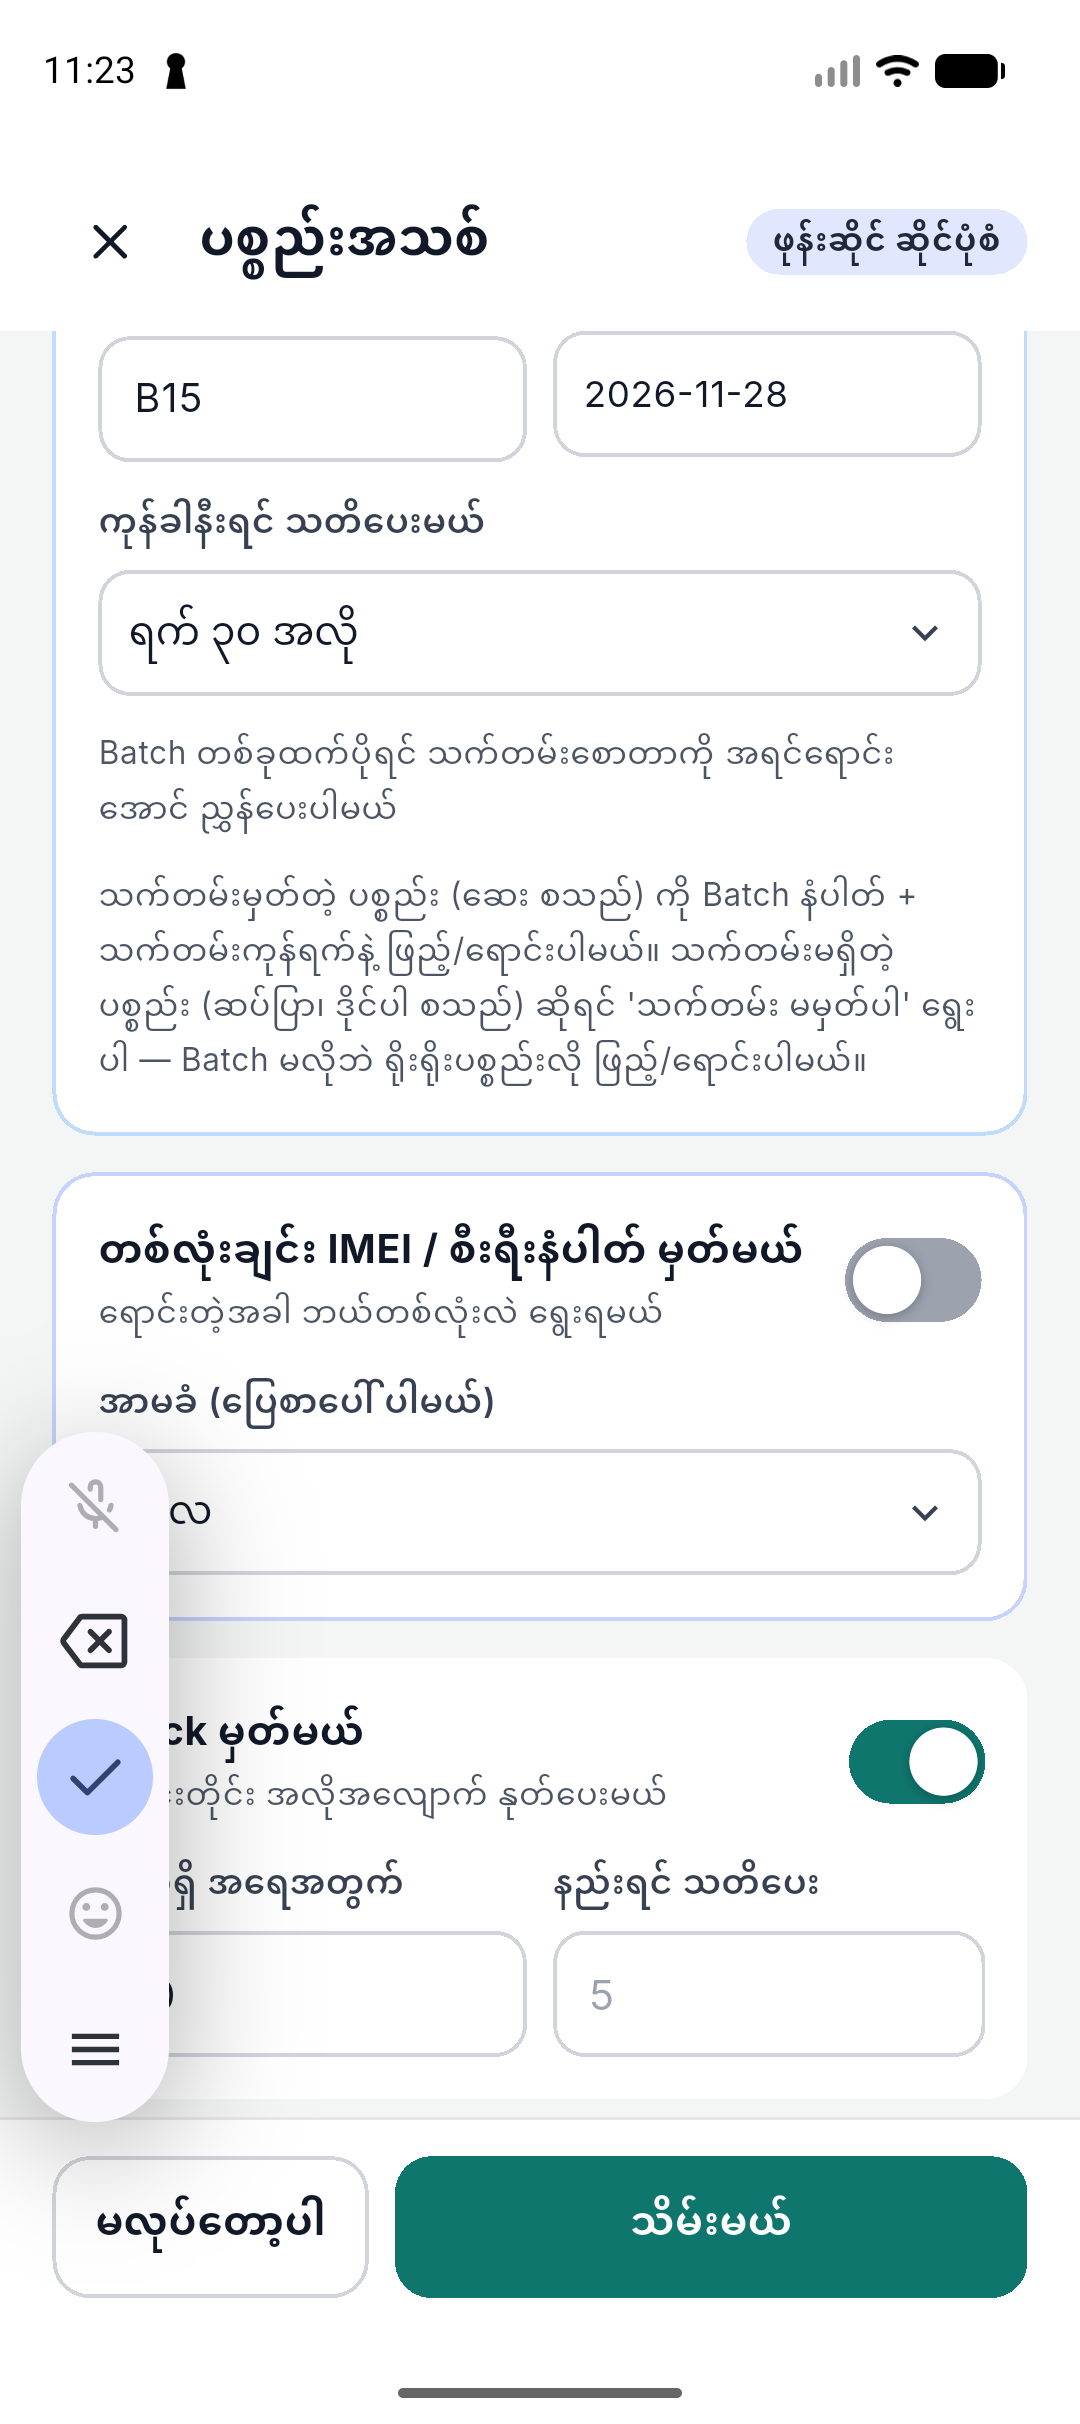 11:23
ပစ္စည်းအသစ်
ဖုန်းဆိုင် ဆိုင်ပုံစံ
B15
2026-11-28
ကုန်ခါနီးရင် သတိပေးမယ်
ရက် ၃၀ အလို
Batch တစ်ခုထက်ပိုရင် သက်တမ်းစောတာကို အရင်ရောင်း
အောင် ညွှန်ပေးပါမယ်
သက်တမ်းမှတ်တဲ့ ပစ္စည်း (ဆေး စသည်) ကို Batch နံပါတ် +
သက်တမ်းကုန်ရက်နဲ့ ဖြည့်/ရောင်းပါမယ်။ သက်တမ်းမရှိတဲ့
ပစ္စည်း (ဆပ်ပြာ၊ ဒိုင်ပါ စသည်) ဆိုရင် 'သက်တမ်း မမှတ်ပါ' ရွေး
ပါ — Batch မလိုဘဲ ရိုးရိုးပစ္စည်းလို ဖြည့်/ရောင်းပါမယ်။
တစ်လုံးချင်း IMEI / စီးရီးနံပါတ် မှတ်မယ်
ရောင်းတဲ့အခါ ဘယ်တစ်လုံးလဲ ရွေးရမယ်
အာမခံ (ပြေစာပေါ် ပါမယ်)
လ
မှတ်မယ်
အလိုအလျောက် နုတ်ပေးမယ်
အရေအတွက်
နည်းရင် သတိပေး
5
မလုပ်တော့ပါ
သိမ်းမယ်